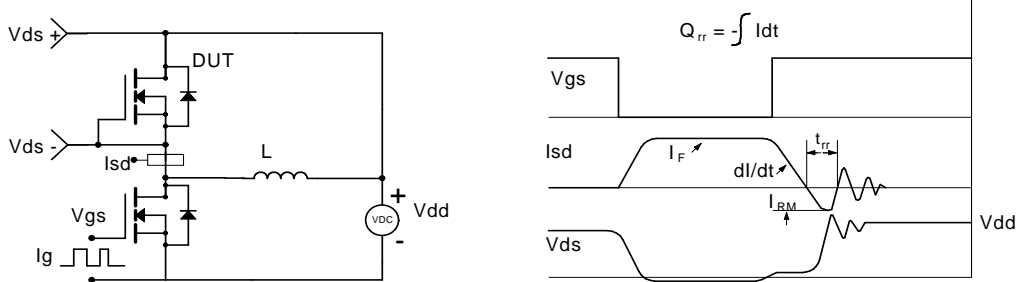 Vds +
DUT
Vds -
Isd
L
Vgs
Ig
+
VDC
-
Vdd
Q rr = -∫ Idt
Vgs
Isd
I F
dI/dt
t rr
I RM
Vds
Vdd